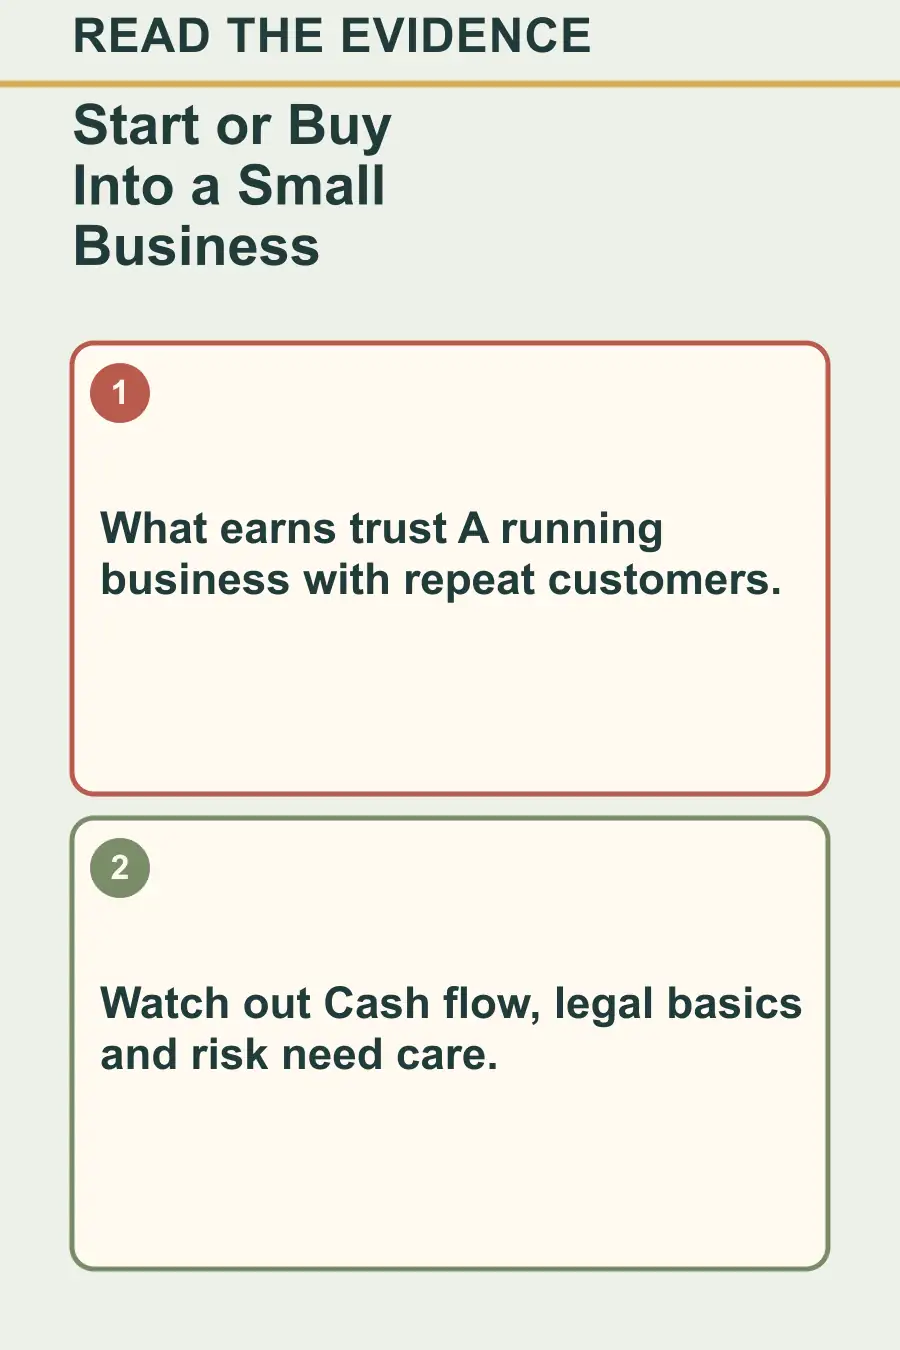 READ THE EVIDENCE
Start or Buy
Into a Small
Business
1
What earns trust A running
business with repeat customers.
2
Watch out Cash flow, legal basics
and risk need care.